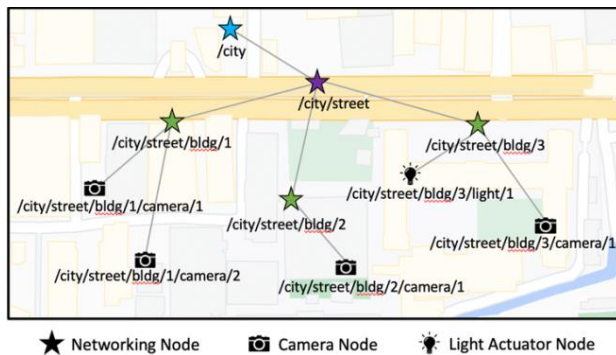 /city
/city/street
/city/street/bldg/1
/city/street/bldg/3
/city/street/bldg/3/light/1
/city/street/bldg/1/camera/1
/city/street/bldg/2
/city/street/bldg/3/camera/1
/city/street/bldg/1/camera/2
/city/street/bldg/2/camera/1
Networking Node
Camera Node
Light Actuator Node